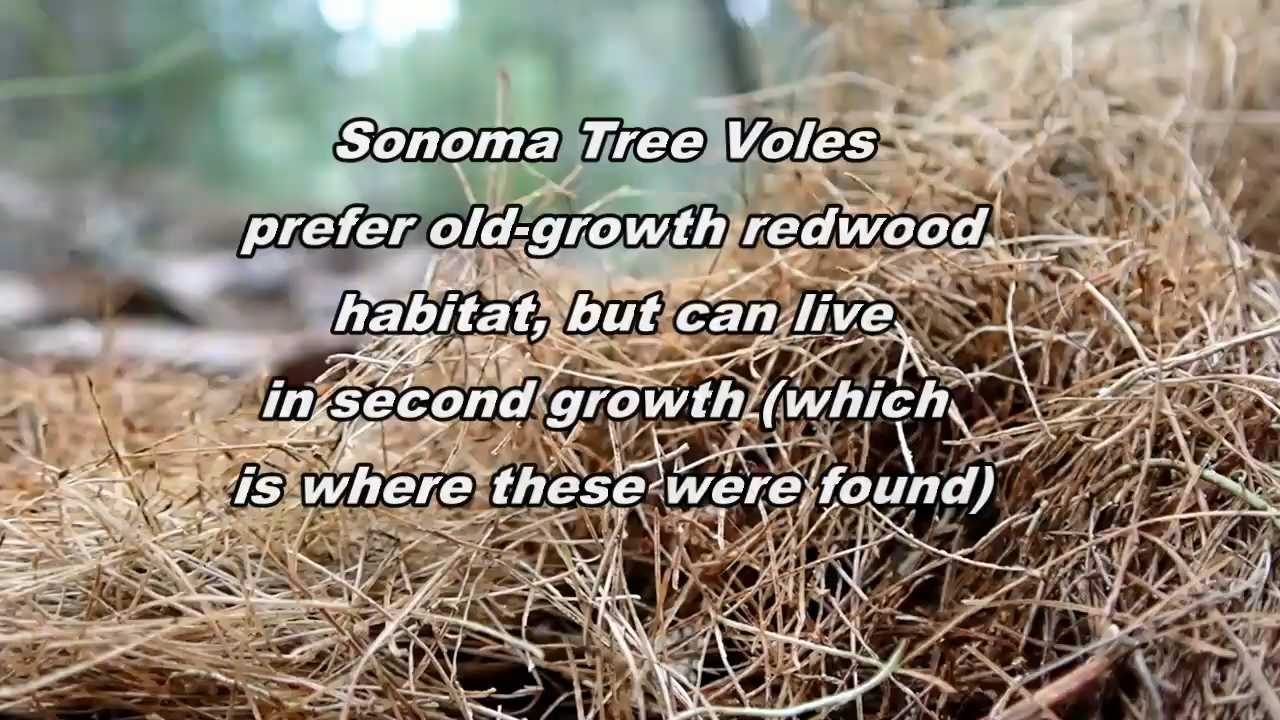 Sonoma Tree Voles
prefer old-growth redwood
habitat, but can live
in second growth (which
is where these were found)